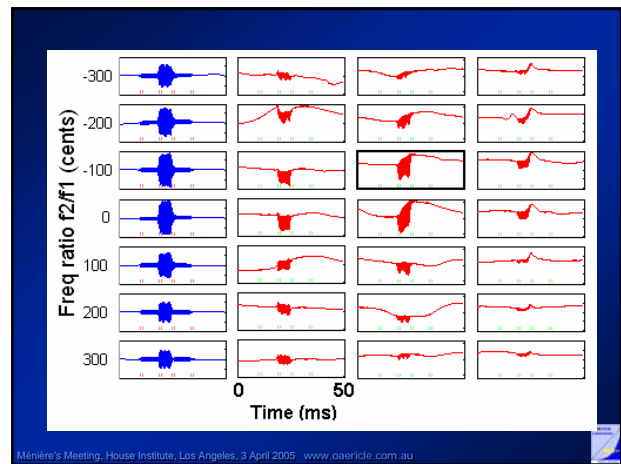 Freq ratio f2/f1 (cents)
-300
-200
-100
0
100
200
300
0 50
Time (ms)
Ménière's Meeting, House Institute, Los Angeles, 3 April 2005 www.oaericle.com.au